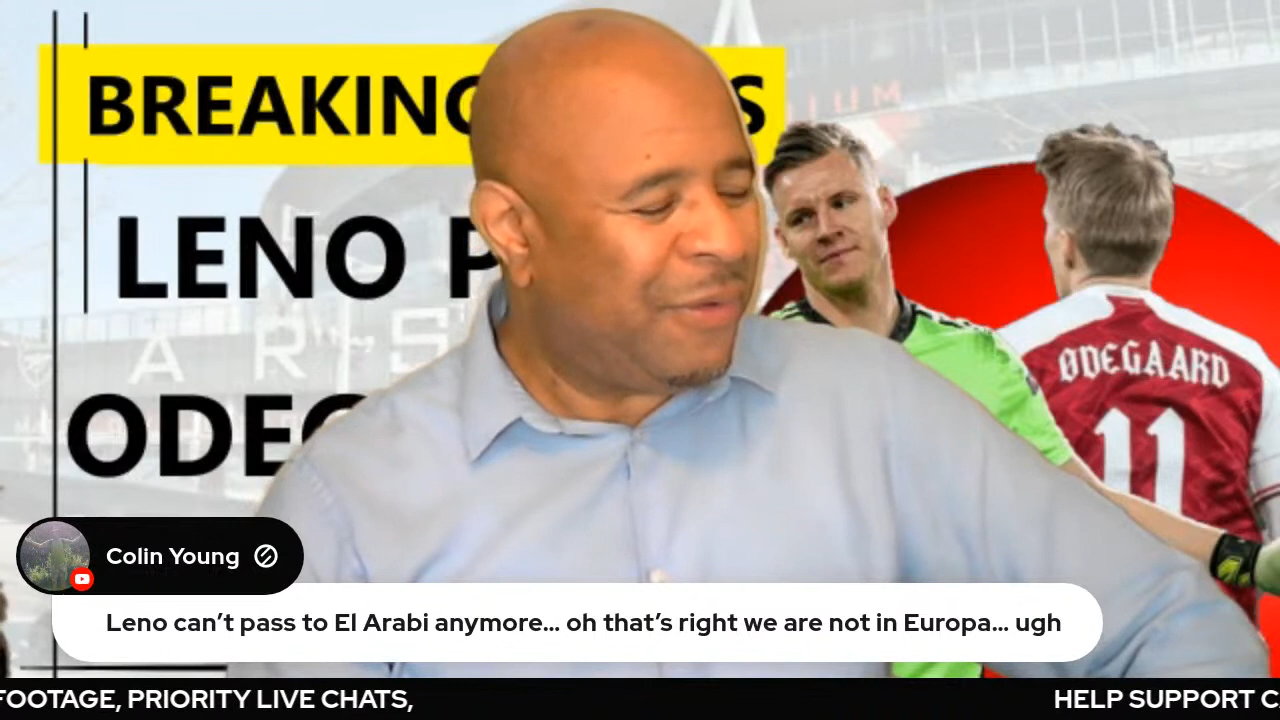 BREAKING
LENO
ØDEGAARD
11
Colin Young
Leno can't pass to El Arabi anymore... oh that's right we are not in Europa... ugh
FOOTAGE, PRIORITY LIVE CHATS,
HELP SUPPORT